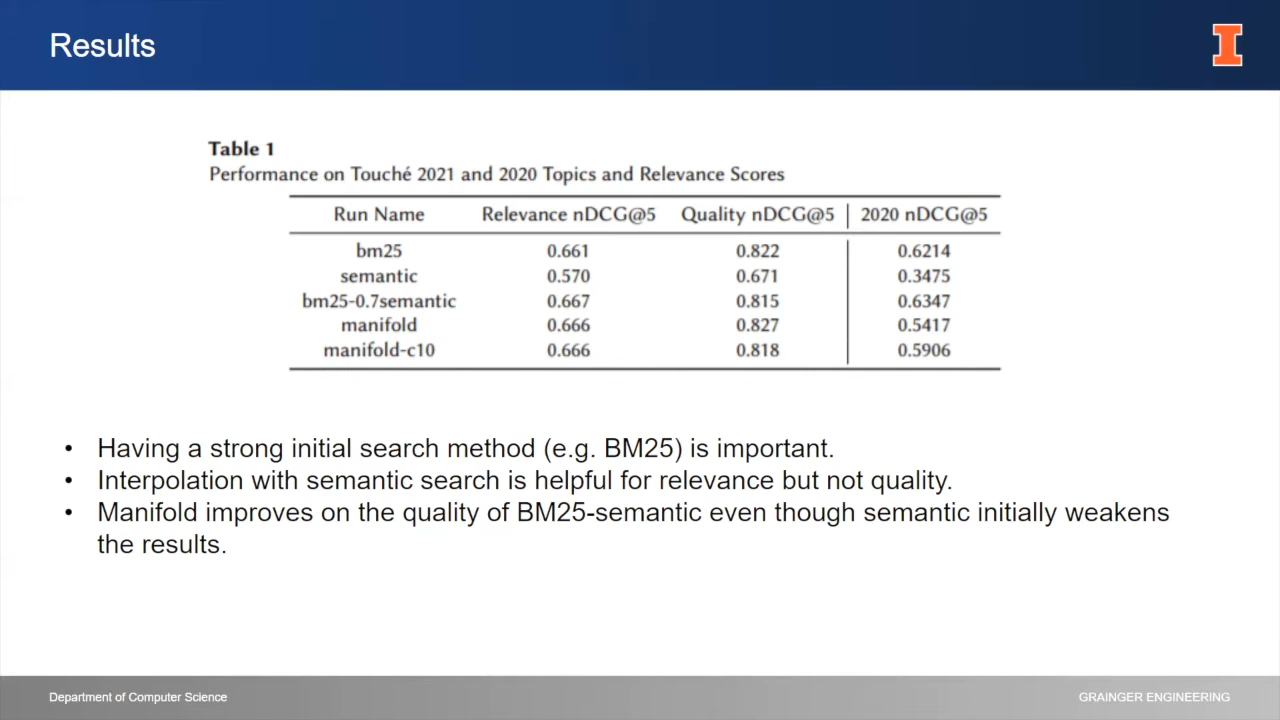 Results
Table 1
Performance on Touché 2021 and 2020 Topics and Relevance Scores
Run Name Relevance nDCG@5 Quality nDCG@5 2020 nDCG@5
bm25 0.661 0.822 0.6214
semantic 0.570 0.671 0.3475
bm25-0.7semantic 0.667 0.815 0.6347
manifold 0.666 0.827 0.5417
manifold-c10 0.666 0.818 0.5906
• Having a strong initial search method (e.g. BM25) is important.
• Interpolation with semantic search is helpful for relevance but not quality.
• Manifold improves on the quality of BM25-semantic even though semantic initially weakens
the results.
Department of Computer Science
GRAINGER ENGINEERING